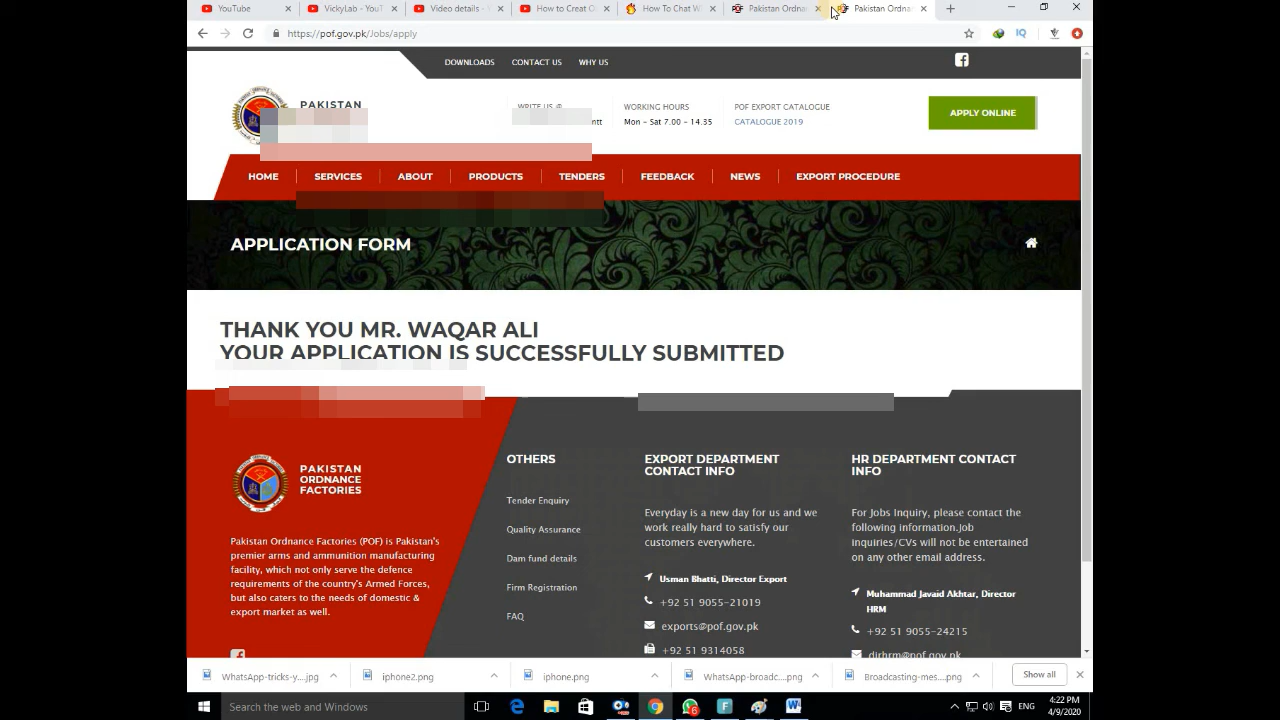 YouTube
VickyLab - YouT
Video details -
How to Creat O
How To Chat W
Pakistan Ordnan
Pakistan Ordna
https://pof.gov.pk/Jobs/apply
DOWNLOADS
CONTACT US
WHY US
PAKISTAN
WRITE US @
ntt
WORKING HOURS
Mon - Sat 7.00 - 14.35
POF EXPORT CATALOGUE
CATALOGUE 2019
APPLY ONLINE
HOME
SERVICES
ABOUT
PRODUCTS
TENDERS
FEEDBACK
NEWS
EXPORT PROCEDURE
APPLICATION FORM
THANK YOU MR. WAQAR ALI
YOUR APPLICATION IS SUCCESSFULLY SUBMITTED
PAKISTAN
ORDNANCE
FACTORIES
Pakistan Ordnance Factories (POF) is Pakistan's
premier arms and ammunition manufacturing
facility, which not only serve the defence
requirements of the country's Armed Forces,
but also caters to the needs of domestic &
export market as well.
OTHERS
Tender Enquiry
Quality Assurance
Dam fund details
Firm Registration
FAQ
EXPORT DEPARTMENT
CONTACT INFO
Everyday is a new day for us and we
work really hard to satisfy our
customers everywhere.
Usman Bhatti, Director Export
+92 51 9055-21019
exports@pof.gov.pk
+92 51 9314058
HR DEPARTMENT CONTACT
INFO
For Jobs Inquiry, please contact the
following information.Job
inquiries/CVs will not be entertained
on any other email address.
Muhammad Javaid Akhtar, Director
HRM
+92 51 9055-24215
dirhrm@pof.gov.pk
WhatsApp-tricks-y....jpg
iphone2.png
iphone.png
WhatsApp-broadc....png
Broadcasting-mes....png
Show all
Search the web and Windows
ENG
4:22 PM
4/9/2020